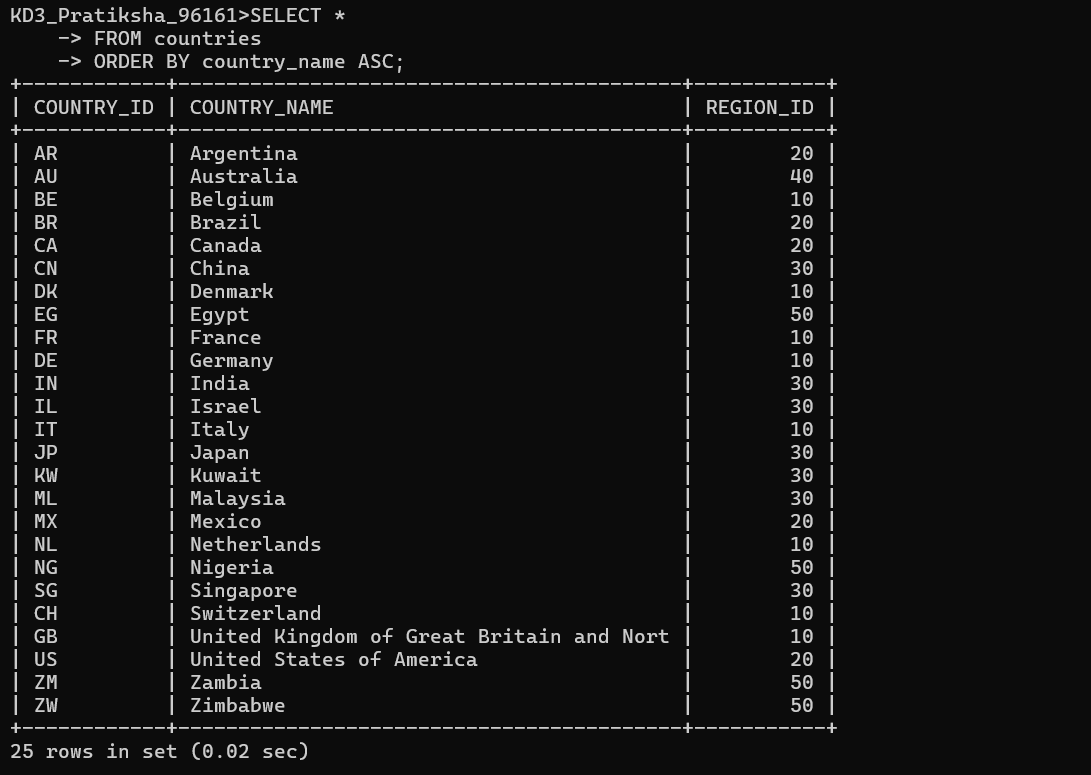 KD3_Pratiksha_96161>SELECT *
    -> FROM countries
    -> ORDER BY country_name ASC;
+------------+------------------------------------------+-----------+
| COUNTRY_ID | COUNTRY_NAME                             | REGION_ID |
+------------+------------------------------------------+-----------+
| AR         | Argentina                                |        20 |
| AU         | Australia                                |        40 |
| BE         | Belgium                                  |        10 |
| BR         | Brazil                                   |        20 |
| CA         | Canada                                   |        20 |
| CN         | China                                    |        30 |
| DK         | Denmark                                  |        10 |
| EG         | Egypt                                    |        50 |
| FR         | France                                   |        10 |
| DE         | Germany                                  |        10 |
| IN         | India                                    |        30 |
| IL         | Israel                                   |        30 |
| IT         | Italy                                    |        10 |
| JP         | Japan                                    |        30 |
| KW         | Kuwait                                   |        30 |
| ML         | Malaysia                                 |        30 |
| MX         | Mexico                                   |        20 |
| NL         | Netherlands                              |        10 |
| NG         | Nigeria                                  |        50 |
| SG         | Singapore                                |        30 |
| CH         | Switzerland                              |        10 |
| GB         | United Kingdom of Great Britain and Nort |        10 |
| US         | United States of America                 |        20 |
| ZM         | Zambia                                   |        50 |
| ZW         | Zimbabwe                                 |        50 |
+------------+------------------------------------------+-----------+
25 rows in set (0.02 sec)